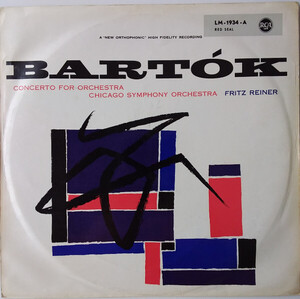 LM-1934-A
RED SEAL
A "NEW ORTHOPHONIC" HIGH FIDELITY RECORDING
BARTÓK
CONCERTO FOR ORCHESTRA
CHICAGO SYMPHONY ORCHESTRA FRITZ REINER